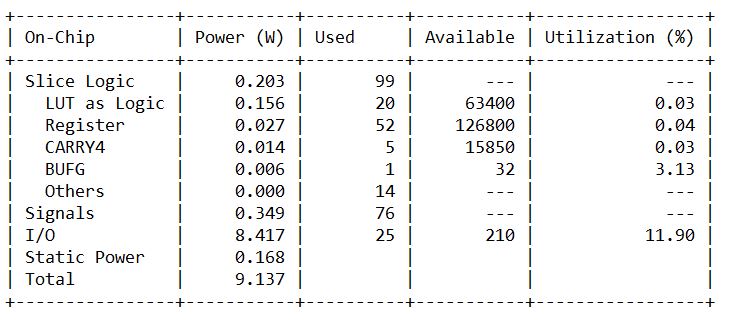 +----------------+-----------+----------+-----------+-----------------+
| On-Chip        | Power (W) | Used     | Available | Utilization (%) |
+----------------+-----------+----------+-----------+-----------------+
| Slice Logic    |     0.203 |       99 |       --- |             --- |
|   LUT as Logic |     0.156 |       20 |     63400 |            0.03 |
|   Register     |     0.027 |       52 |    126800 |            0.04 |
|   CARRY4       |     0.014 |        5 |     15850 |            0.03 |
|   BUFG         |     0.006 |        1 |        32 |            3.13 |
|   Others       |     0.000 |       14 |       --- |             --- |
| Signals        |     0.349 |       76 |       --- |             --- |
| I/O            |     8.417 |       25 |       210 |           11.90 |
| Static Power   |     0.168 |          |           |                 |
| Total          |     9.137 |          |           |                 |
+----------------+-----------+----------+-----------+-----------------+